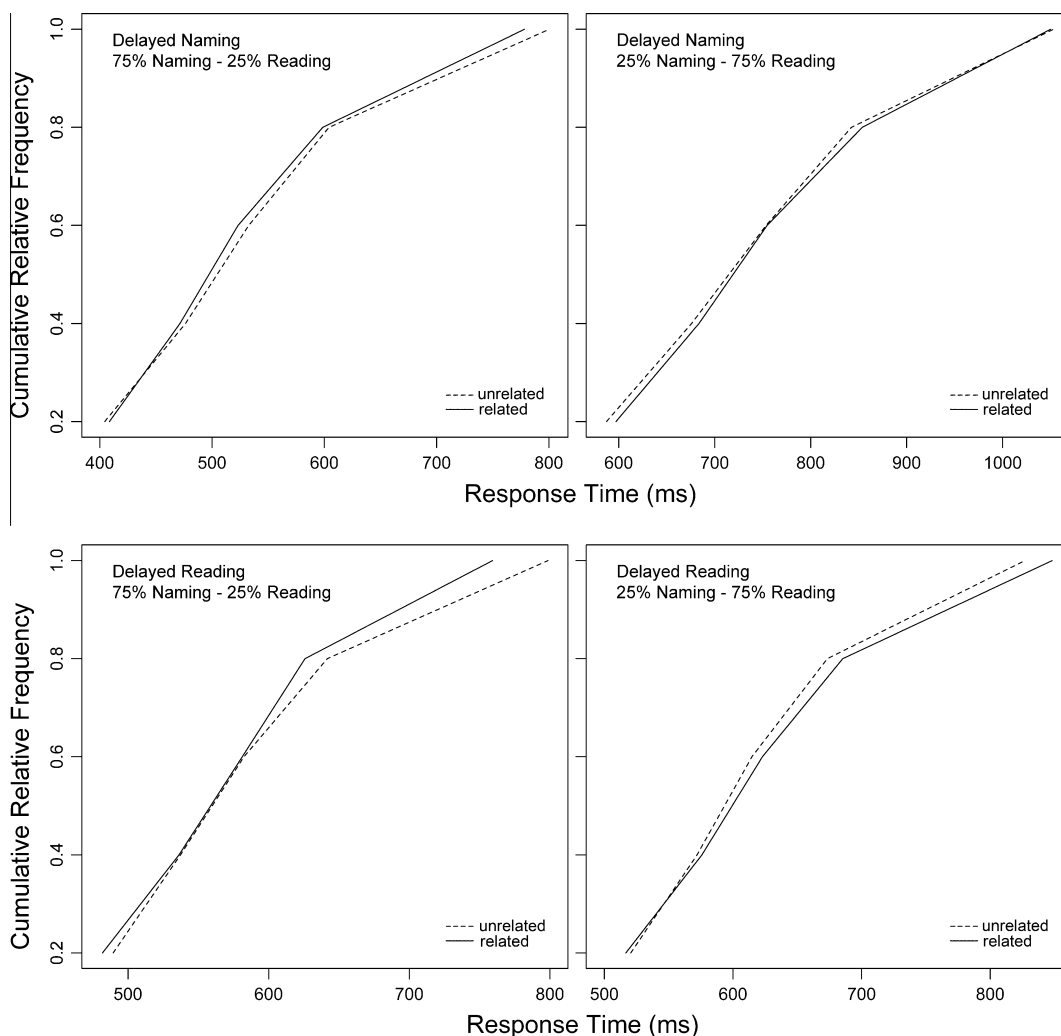 Delayed Naming
75% Naming - 25% Reading
Cumulative Relative Frequency
1.0
0.8
0.6
0.4
0.2
unrelated
related
400 500 600 700 800
Delayed Naming
25% Naming - 75% Reading
unrelated
related
600 700 800 900 1000
Response Time (ms)
Delayed Reading
75% Naming - 25% Reading
Cumulative Relative Frequency
1.0
0.8
0.6
0.4
0.2
unrelated
related
500 600 700 800
Delayed Reading
25% Naming - 75% Reading
unrelated
related
500 600 700 800
Response Time (ms)